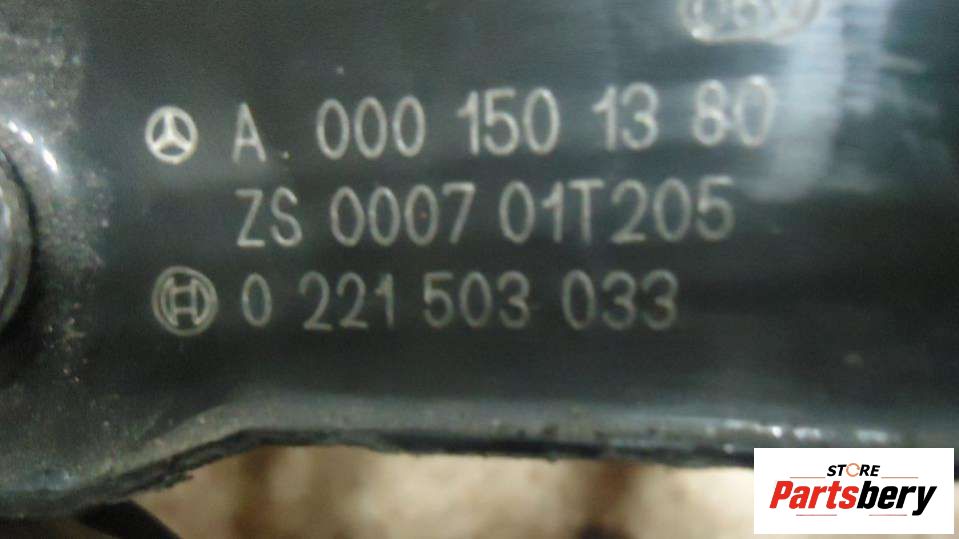 A 000 150 13 80
ZS 0007 01T205
0 221 503 033
STORE
Partsbery